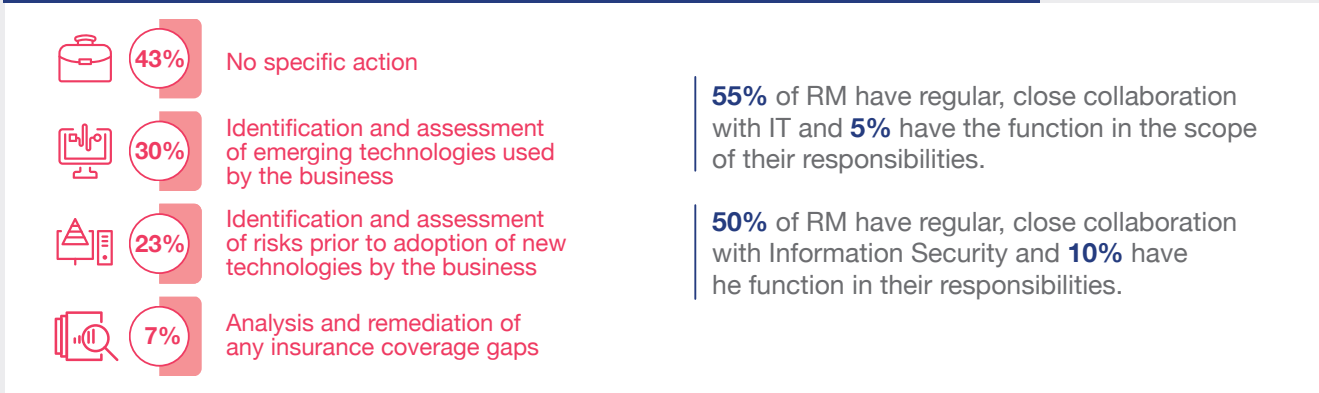 43%
No specific action
30%
Identification and assessment
of emerging technologies used
by the business
23%
Identification and assessment
of risks prior to adoption of new
technologies by the business
7%
Analysis and remediation of
any insurance coverage gaps
55% of RM have regular, close collaboration
with IT and 5% have the function in the scope
of their responsibilities.
50% of RM have regular, close collaboration
with Information Security and 10% have
he function in their responsibilities.